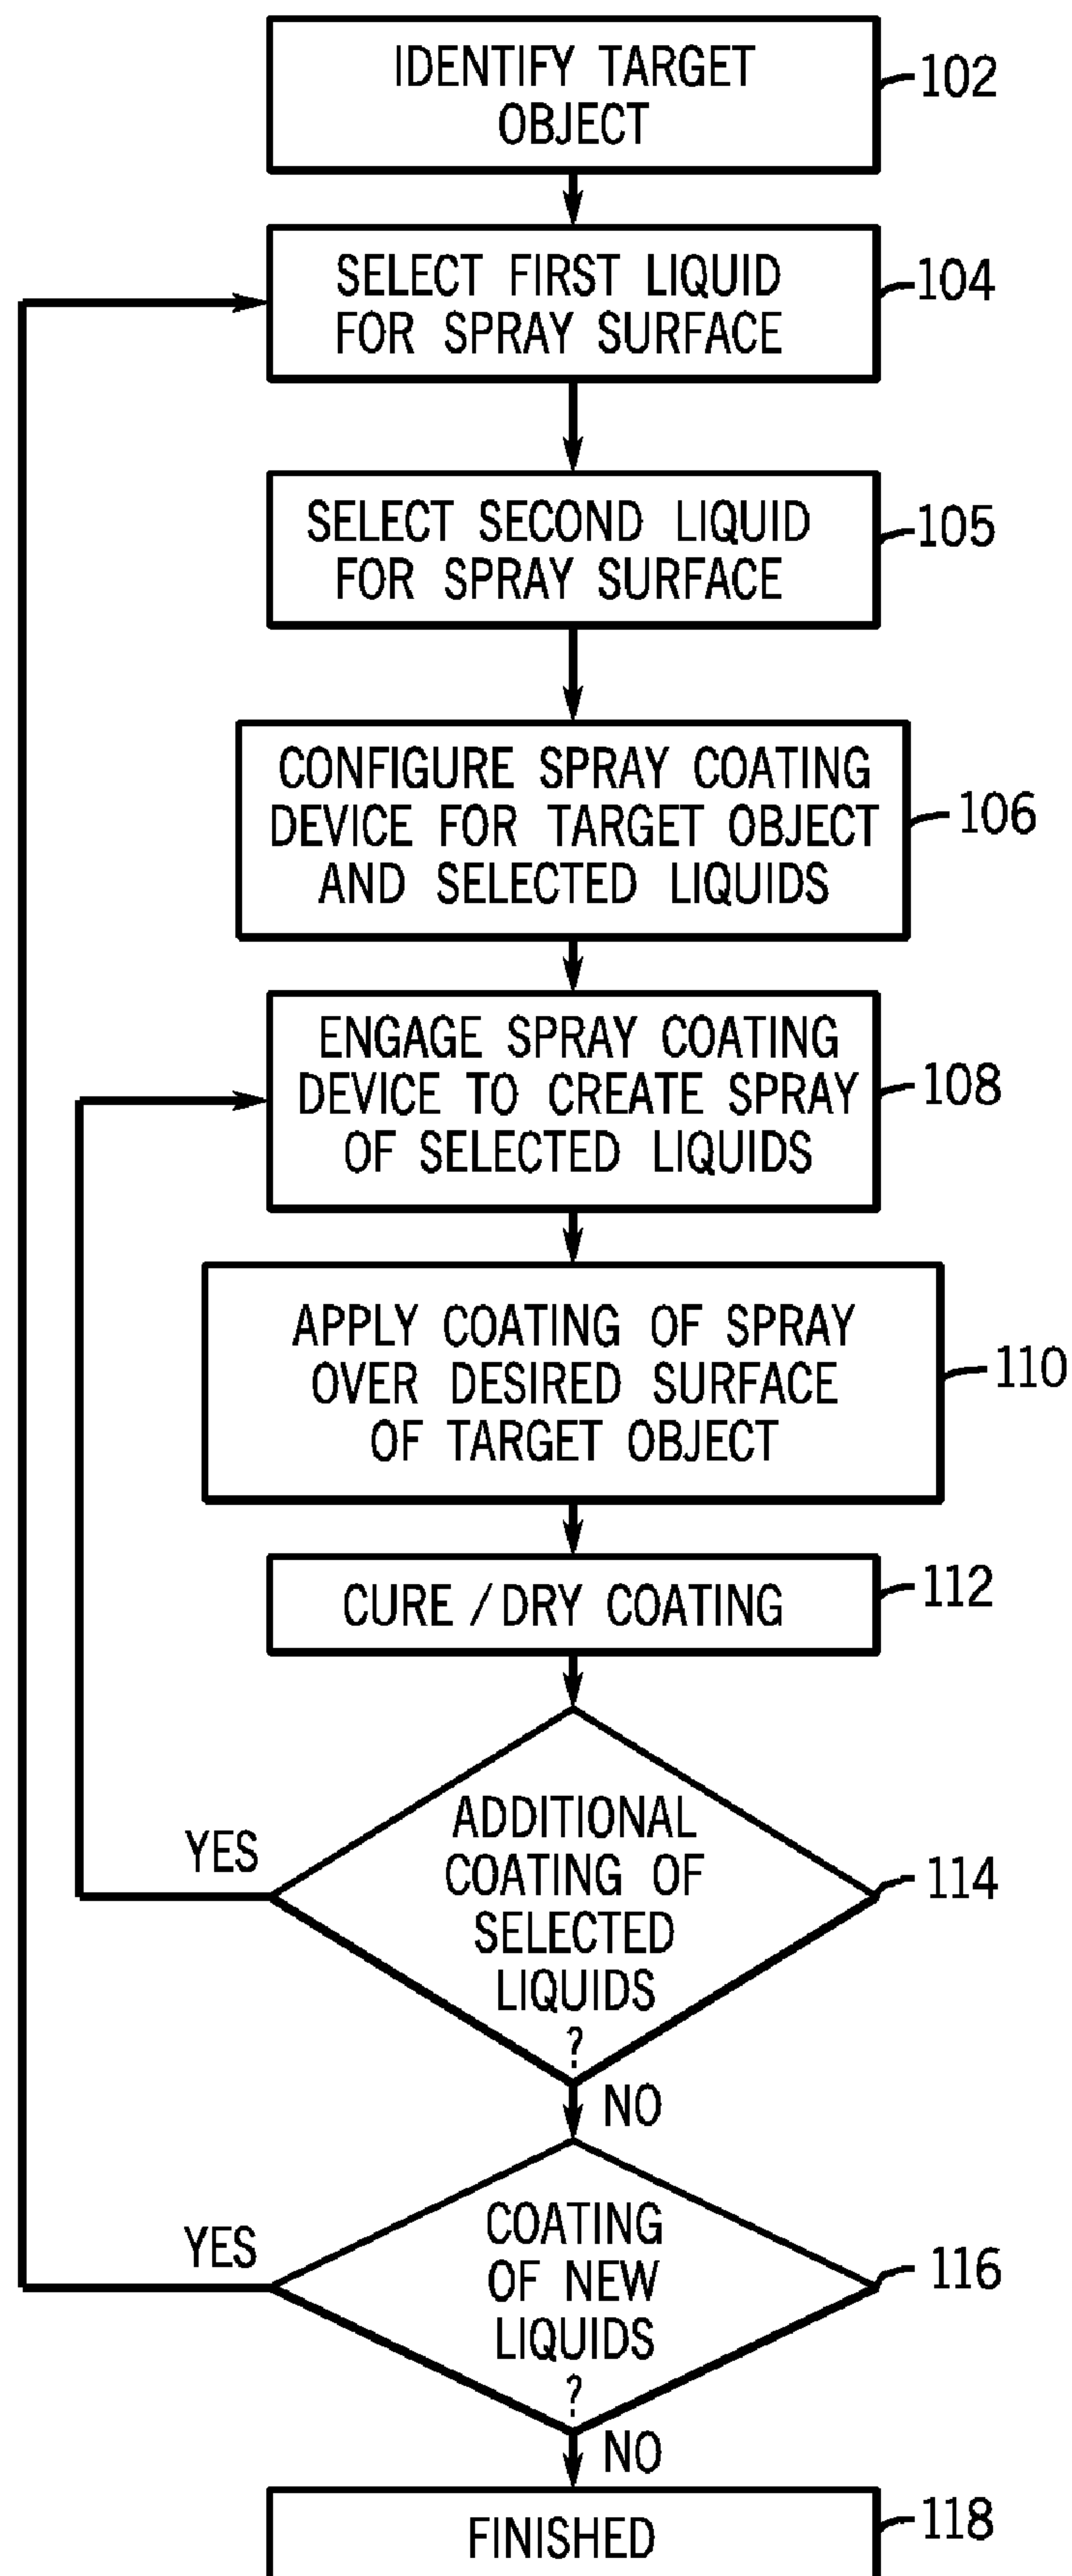 IDENTIFY TARGET
OBJECT
102
SELECT FIRST LIQUID
FOR SPRAY SURFACE
104
SELECT SECOND LIQUID
FOR SPRAY SURFACE
105
CONFIGURE SPRAY COATING
DEVICE FOR TARGET OBJECT
AND SELECTED LIQUIDS
106
ENGAGE SPRAY COATING
DEVICE TO CREATE SPRAY
OF SELECTED LIQUIDS
108
APPLY COATING OF SPRAY
OVER DESIRED SURFACE
OF TARGET OBJECT
110
CURE / DRY COATING
112
ADDITIONAL
COATING OF
SELECTED
LIQUIDS
?
114
YES
NO
COATING
OF NEW
LIQUIDS
?
116
YES
NO
FINISHED
118